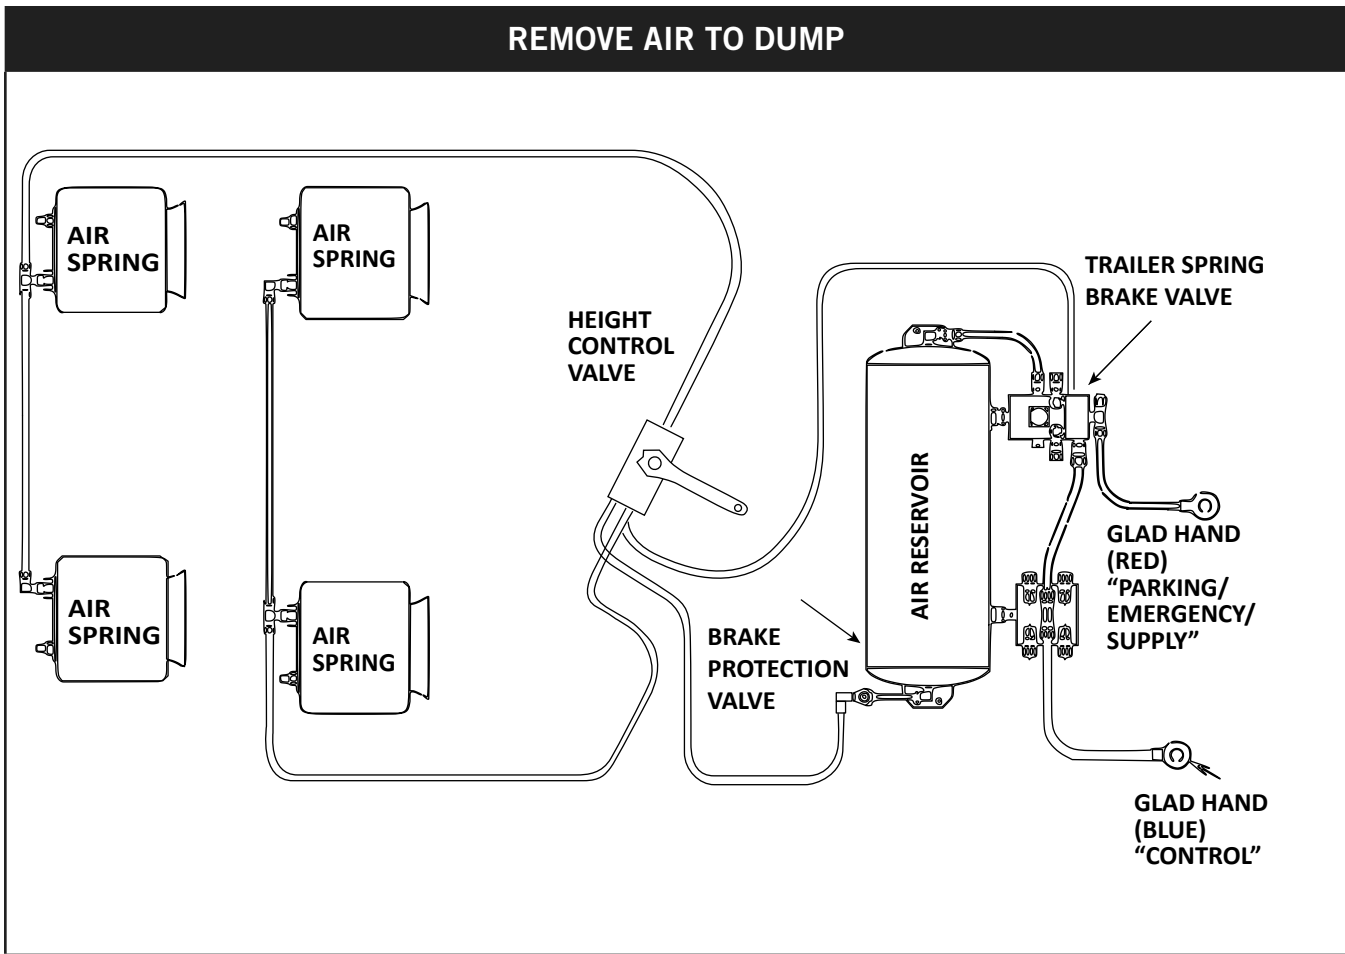 REMOVE AIR TO DUMP
AIR
SPRING
AIR
SPRING
HEIGHT
CONTROL
VALVE
TRAILER SPRING
BRAKE VALVE
AIR RESERVOIR
GLAD HAND
(RED)
“PARKING/
EMERGENCY/
SUPPLY”
AIR
SPRING
AIR
SPRING
BRAKE
PROTECTION
VALVE
GLAD HAND
(BLUE)
“CONTROL”